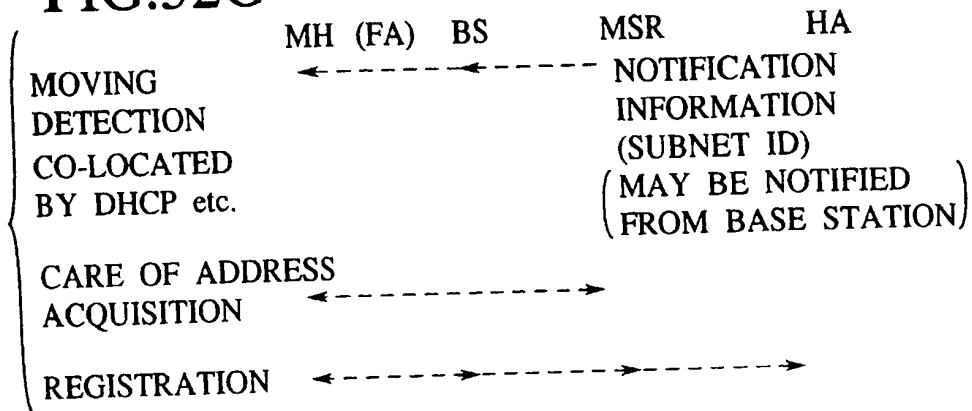 FIG.32C
MH (FA) BS MSR HA
MOVING
DETECTION
CO-LOCATED
BY DHCP etc.
NOTIFICATION
INFORMATION
(SUBNET ID)
(MAY BE NOTIFIED
FROM BASE STATION)
CARE OF ADDRESS
ACQUISITION
REGISTRATION